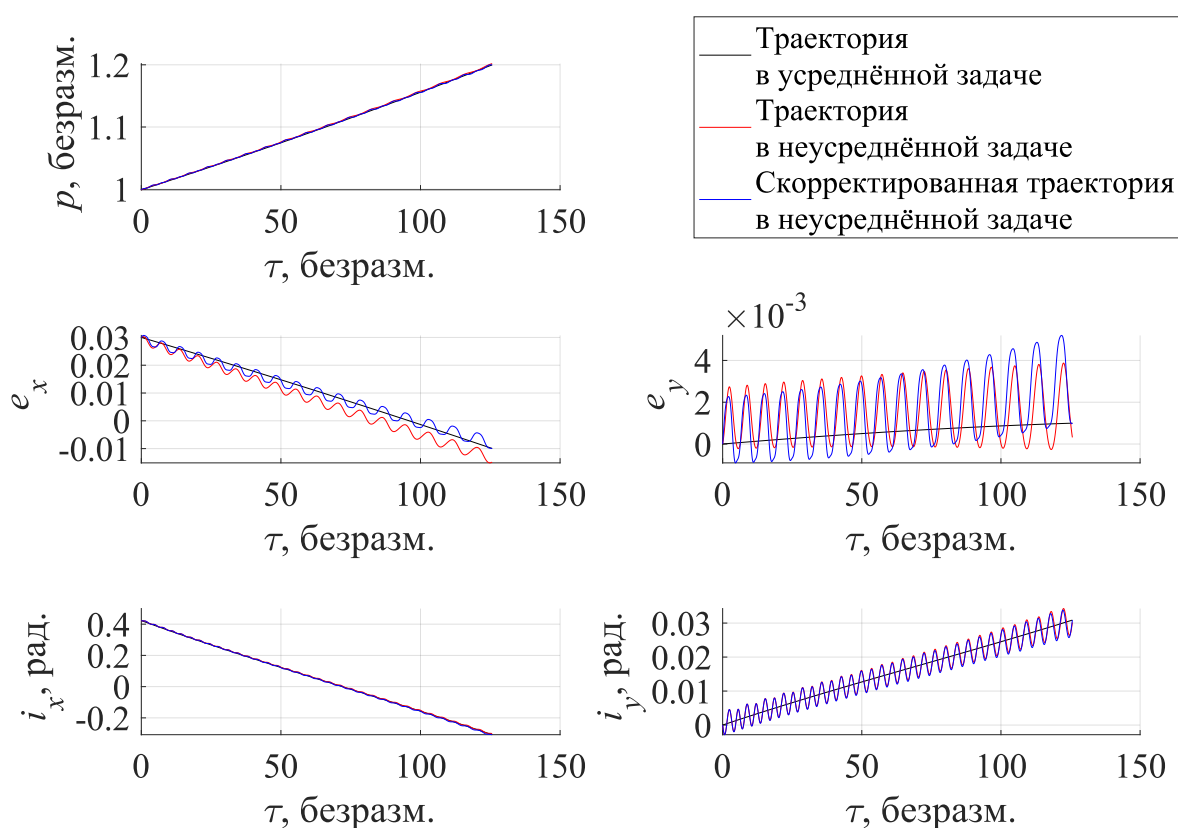 1.2
1.1
1
p, безразм.
0 50 100 150
τ, безразм.
Траектория
в усреднённой задаче
Траектория
в неусреднённой задаче
Скорректированная траектория
в неусреднённой задаче
0.03
0.02
0.01
0
-0.01
e_x
0 50 100 150
τ, безразм.
×10^-3
4
2
0
e_y
0 50 100 150
τ, безразм.
0.4
0.2
0
-0.2
i_x, рад.
0 50 100 150
τ, безразм.
0.03
0.02
0.01
0
i_y, рад.
0 50 100 150
τ, безразм.